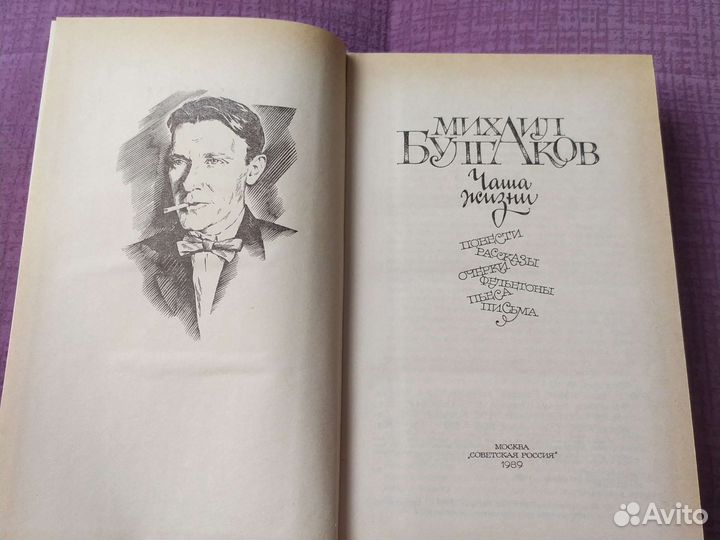 МИХАИЛ
БУЛГАКОВ
Чаша
жизни
ПОВЕСТИ
РАССКАЗЫ
ОЧЕРКИ
ФЕЛЬЕТОНЫ
ПЬЕСА
ПИСЬМА
МОСКВА
„СОВЕТСКАЯ РОССИЯ"
1989
Avito